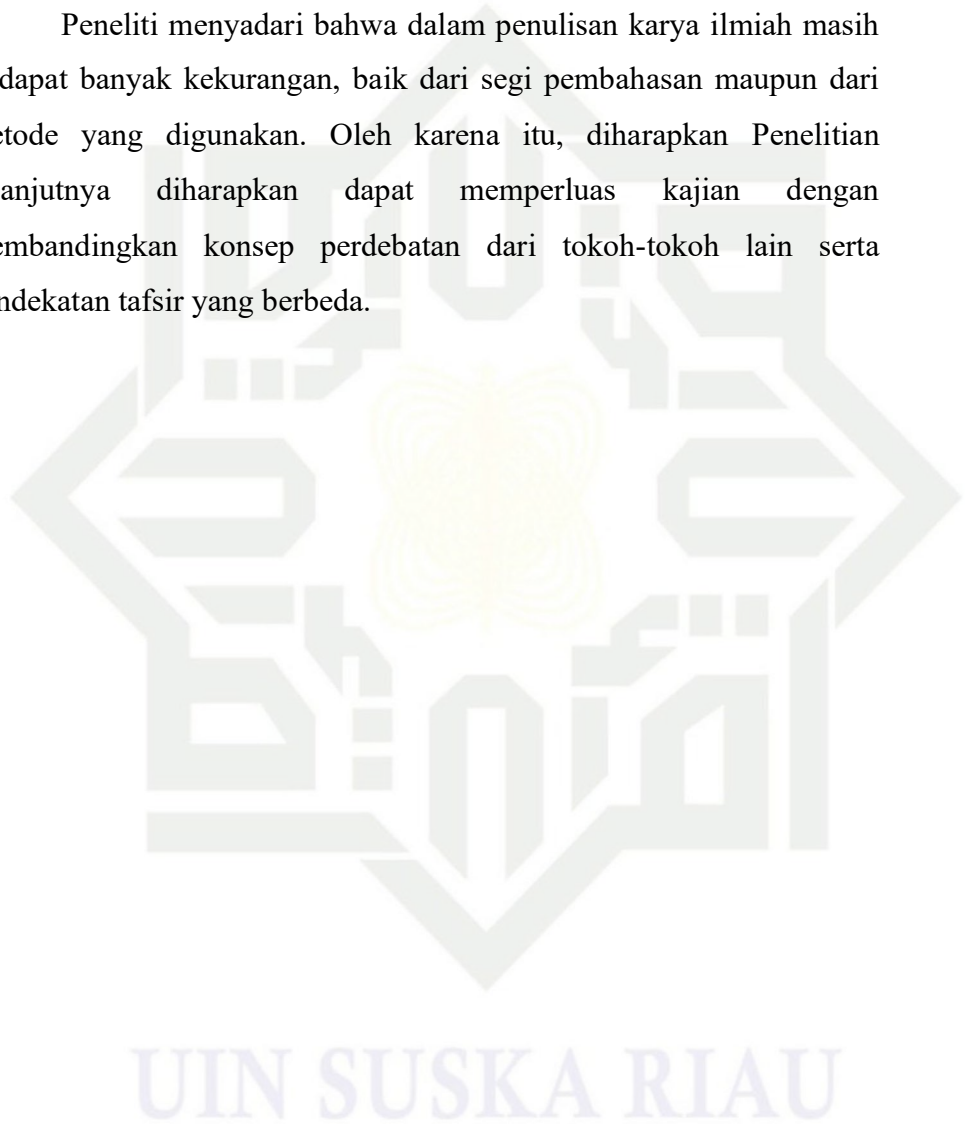 Peneliti menyadari bahwa dalam penulisan karya ilmiah masih
dapat banyak kekurangan, baik dari segi pembahasan maupun dari
etode yang digunakan. Oleh karena itu, diharapkan Penelitian
anjutnya diharapkan dapat memperluas kajian dengan
embandingkan konsep perdebatan dari tokoh-tokoh lain serta
ndekatan tafsir yang berbeda.
UIN SUSKA RIAU